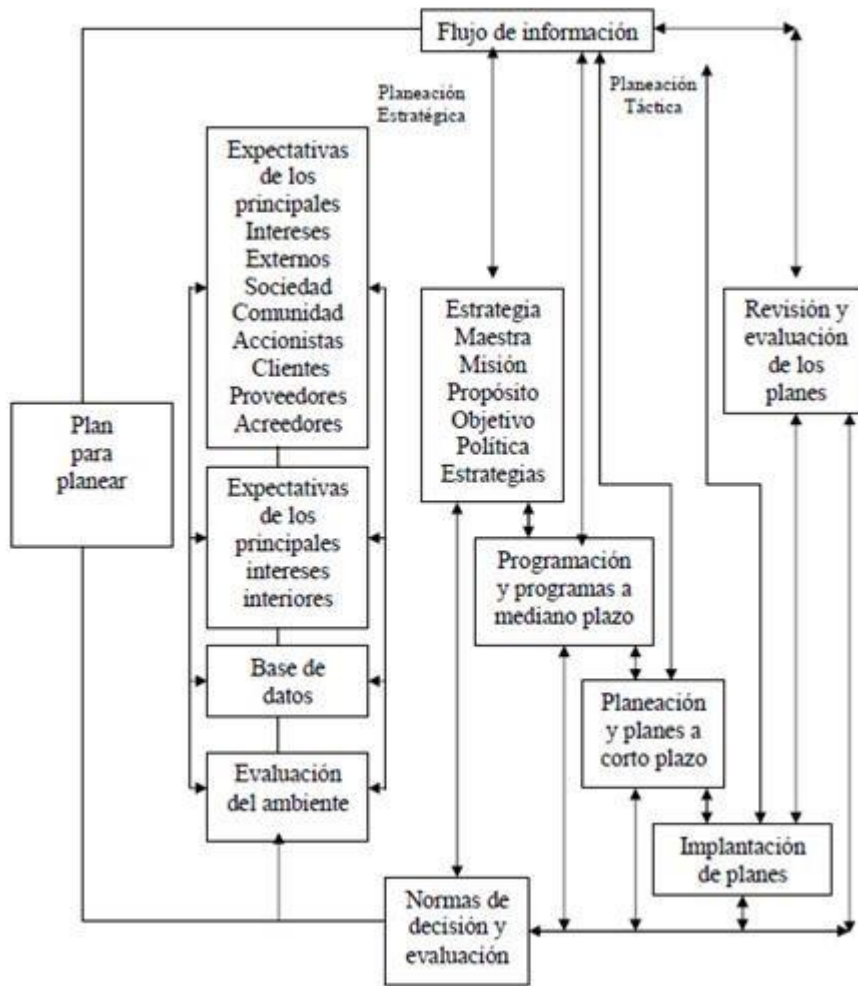 Flujo de información
Planeación
Estratégica
Planeación
Táctica
Expectativas
de los
principales
Intereses
Externos
Sociedad
Comunidad
Accionistas
Clientes
Proveedores
Acreedores
Estrategia
Maestra
Misión
Propósito
Objetivo
Política
Estrategias
Revisión y
evaluación
de los
planes
Plan
para
planear
Expectativas
de los
principales
intereses
interiores
Programación
y programas a
mediano plazo
Base de
datos
Planeación
y planes a
corto plazo
Evaluación
del ambiente
Implantación
de planes
Normas de
decisión y
evaluación